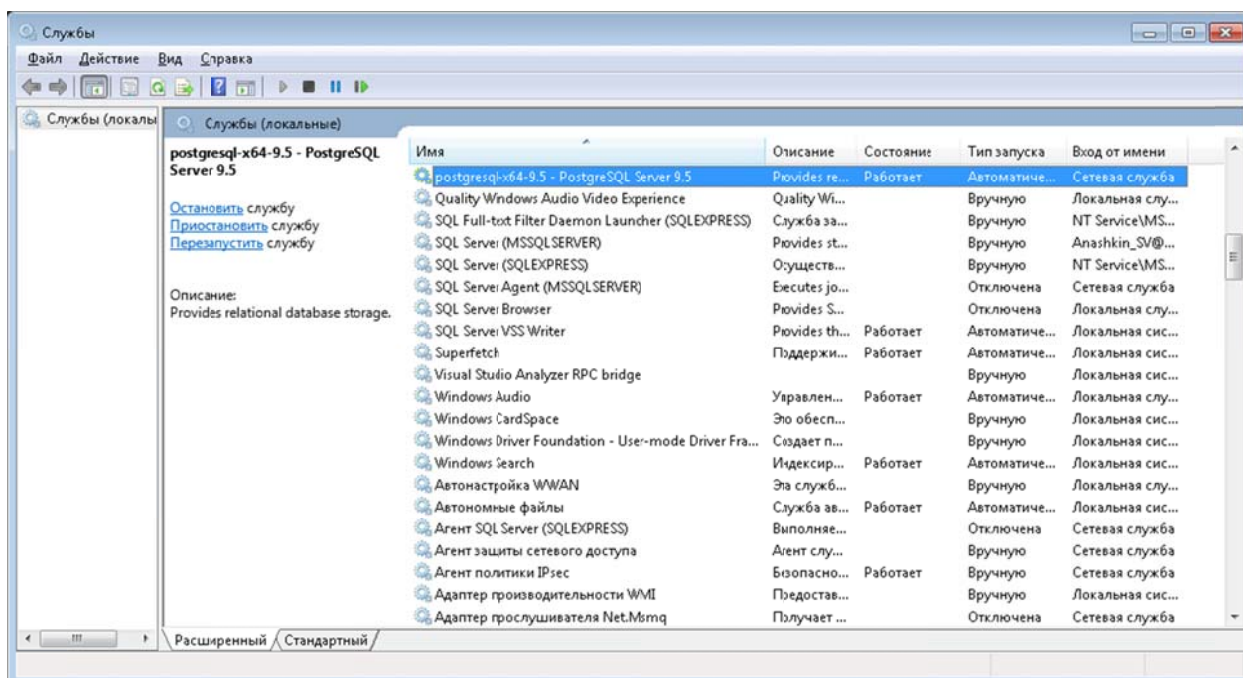 Службы
Файл Действие Вид Справка
Службы (локалы
Службы (локальные)
postgresql-x64-9.5 - PostgreSQL
Server 9.5
Остановить службу
Приостановить службу
Перезапустить службу
Описание:
Provides relational database storage.
Имя Описание Состояние Тип запуска Вход от имени
postgresql-x64-9.5 - PostgreSQL Server 9.5 Provides re... Работает Автоматиче... Сетевая служба
Quality Windows Audio Video Experience Quality Wi... Вручную Локальная слу...
SQL Full-text Filter Daemon Launcher (SQLEXPRESS) Служба за... Вручную NT Service\MS...
SQL Server (MSSQLSERVER) Provides st... Вручную Anashkin_SV@...
SQL Server (SQLEXPRESS) Осуществ... Вручную NT Service\MS...
SQL Server Agent (MSSQLSERVER) Executes jo... Отключена Сетевая служба
SQL Server Browser Provides S... Отключена Локальная слу...
SQL Server VSS Writer Provides th... Работает Автоматиче... Локальная сис...
Superfetch Поддержи... Работает Автоматиче... Локальная сис...
Visual Studio Analyzer RPC bridge Вручную Локальная сис...
Windows Audio Управлен... Работает Автоматиче... Локальная слу...
Windows CardSpace Это обесп... Вручную Локальная сис...
Windows Driver Foundation - User-mode Driver Fra... Создает п... Вручную Локальная сис...
Windows Search Индексир... Работает Автоматиче... Локальная сис...
Автонастройка WWAN Эта служб... Вручную Локальная слу...
Автономные файлы Служба ав... Работает Автоматиче... Локальная сис...
Агент SQL Server (SQLEXPRESS) Выполняе... Отключена Сетевая служба
Агент защиты сетевого доступа Агент слу... Вручную Сетевая служба
Агент политики IPsec Безопасно... Работает Вручную Сетевая служба
Адаптер производительности WMI Предостав... Вручную Локальная сис...
Адаптер прослушивателя Net.Msmq Получает ... Отключена Сетевая служба
Расширенный Стандартный